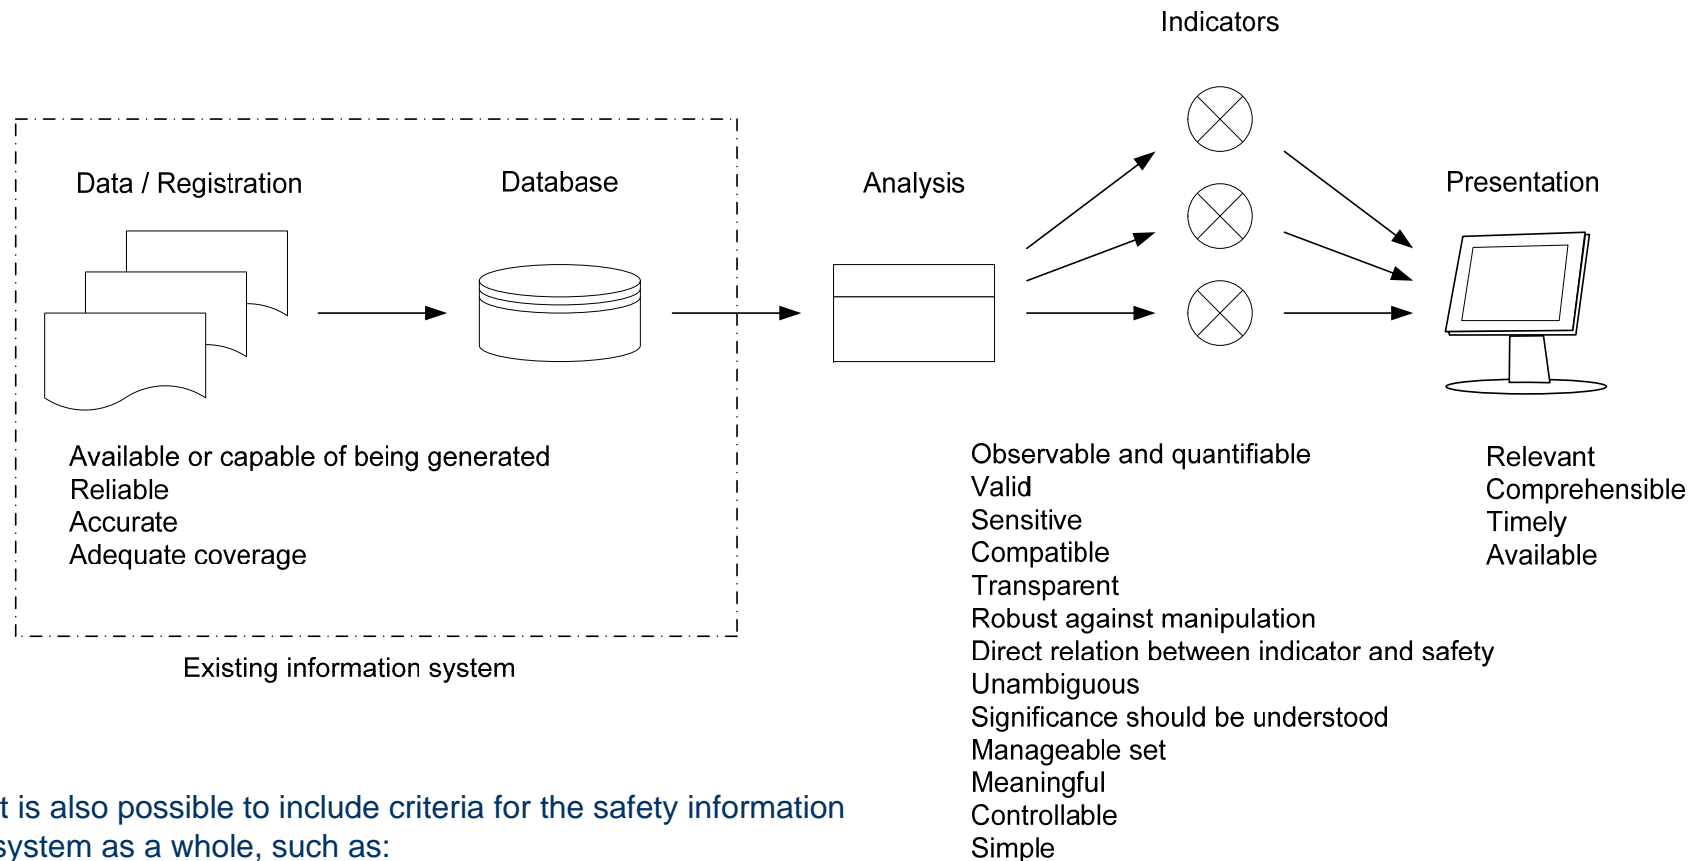 Indicators
Data / Registration
Database
Analysis
Presentation
Available or capable of being generated
Reliable
Accurate
Adequate coverage
Existing information system
Observable and quantifiable
Valid
Sensitive
Compatible
Transparent
Robust against manipulation
Direct relation between indicator and safety
Unambiguous
Significance should be understood
Manageable set
Meaningful
Controllable
Simple
Relevant
Comprehensible
Timely
Available
t is also possible to include criteria for the safety information
system as a whole, such as: